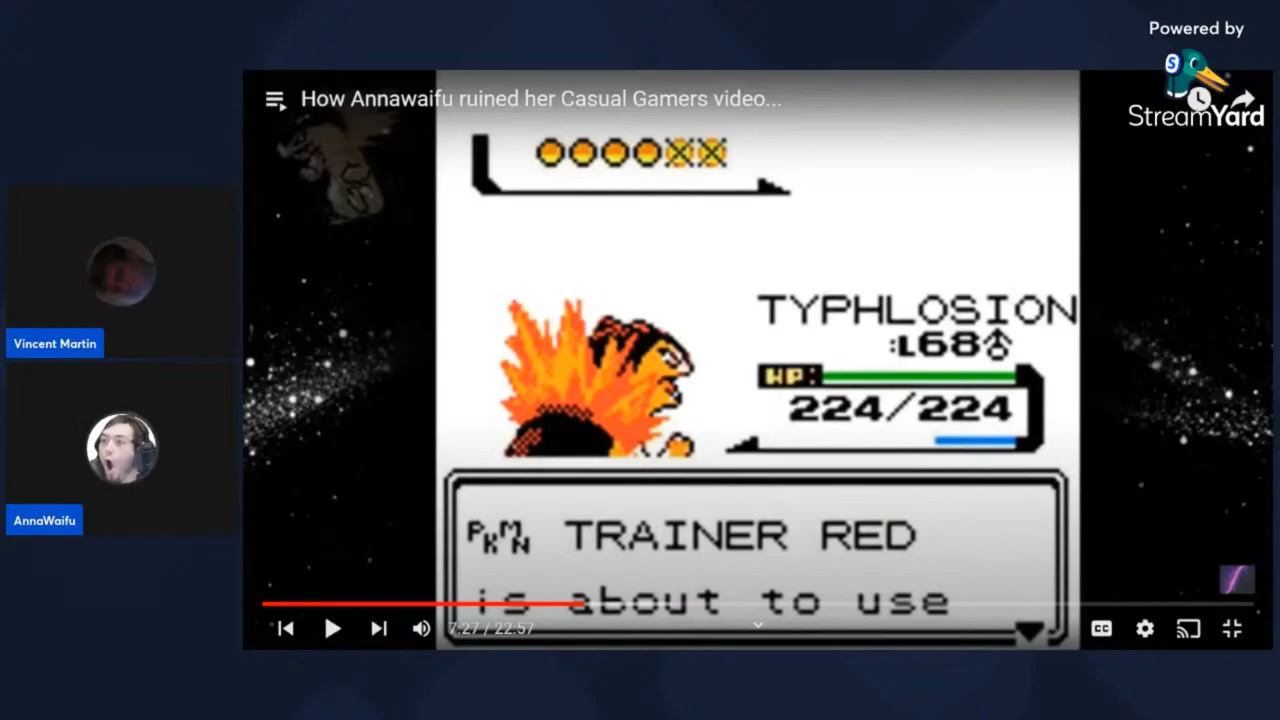 Powered by
StreamYard
How Annawaifu ruined her Casual Gamers video...
TYPHLOSION
:L68♂
HP:
224/224
PKMN TRAINER RED
is about to use
7:27 / 22:57
CC
Vincent Martin
AnnaWaifu
S